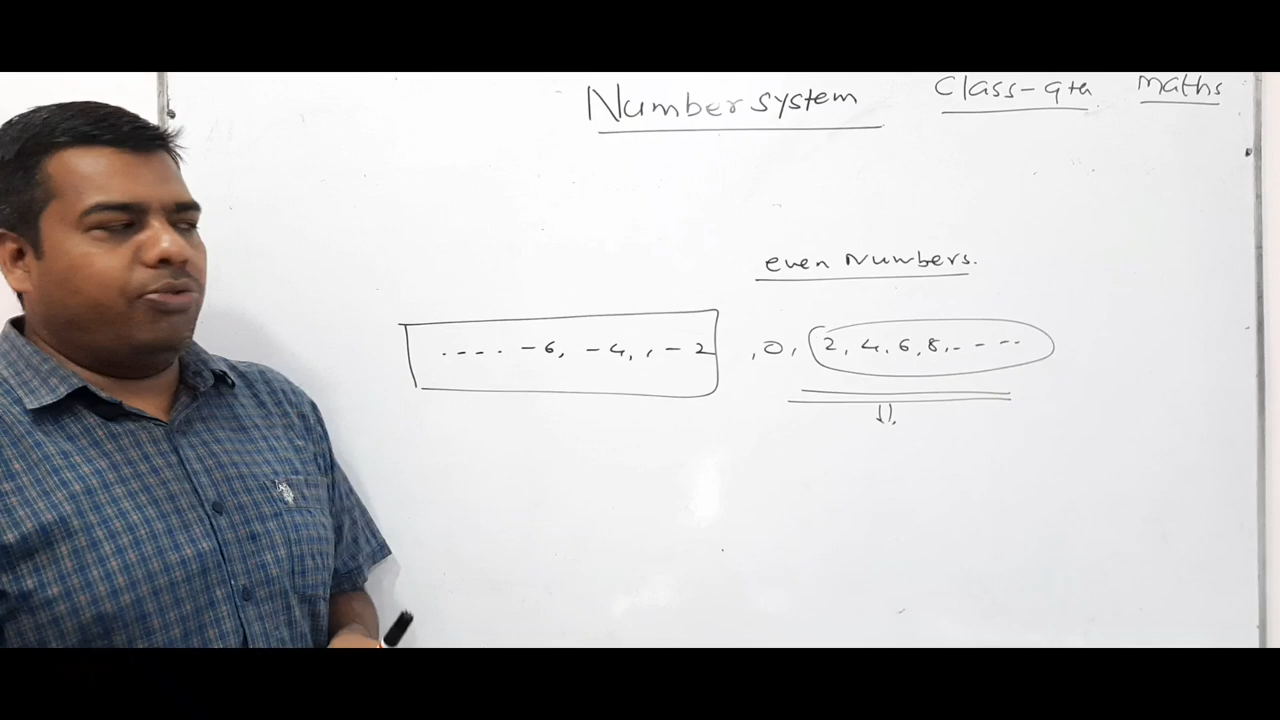 Number system Class-9th Maths
even Numbers.
.... -6, -4, , -2 , 0, 2, 4, 6, 8, - - - -